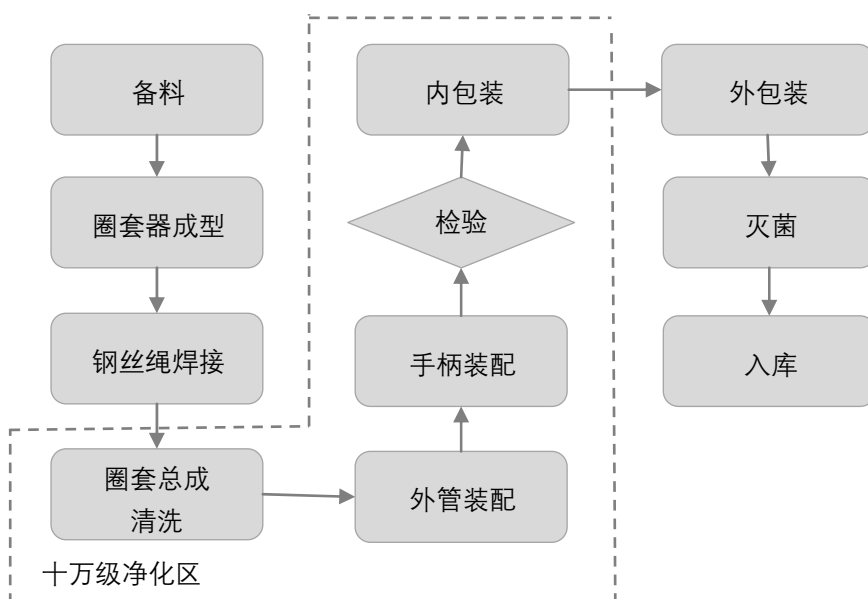 备料
圈套器成型
钢丝绳焊接
圈套总成
清洗
外管装配
手柄装配
检验
内包装
外包装
灭菌
入库
十万级净化区